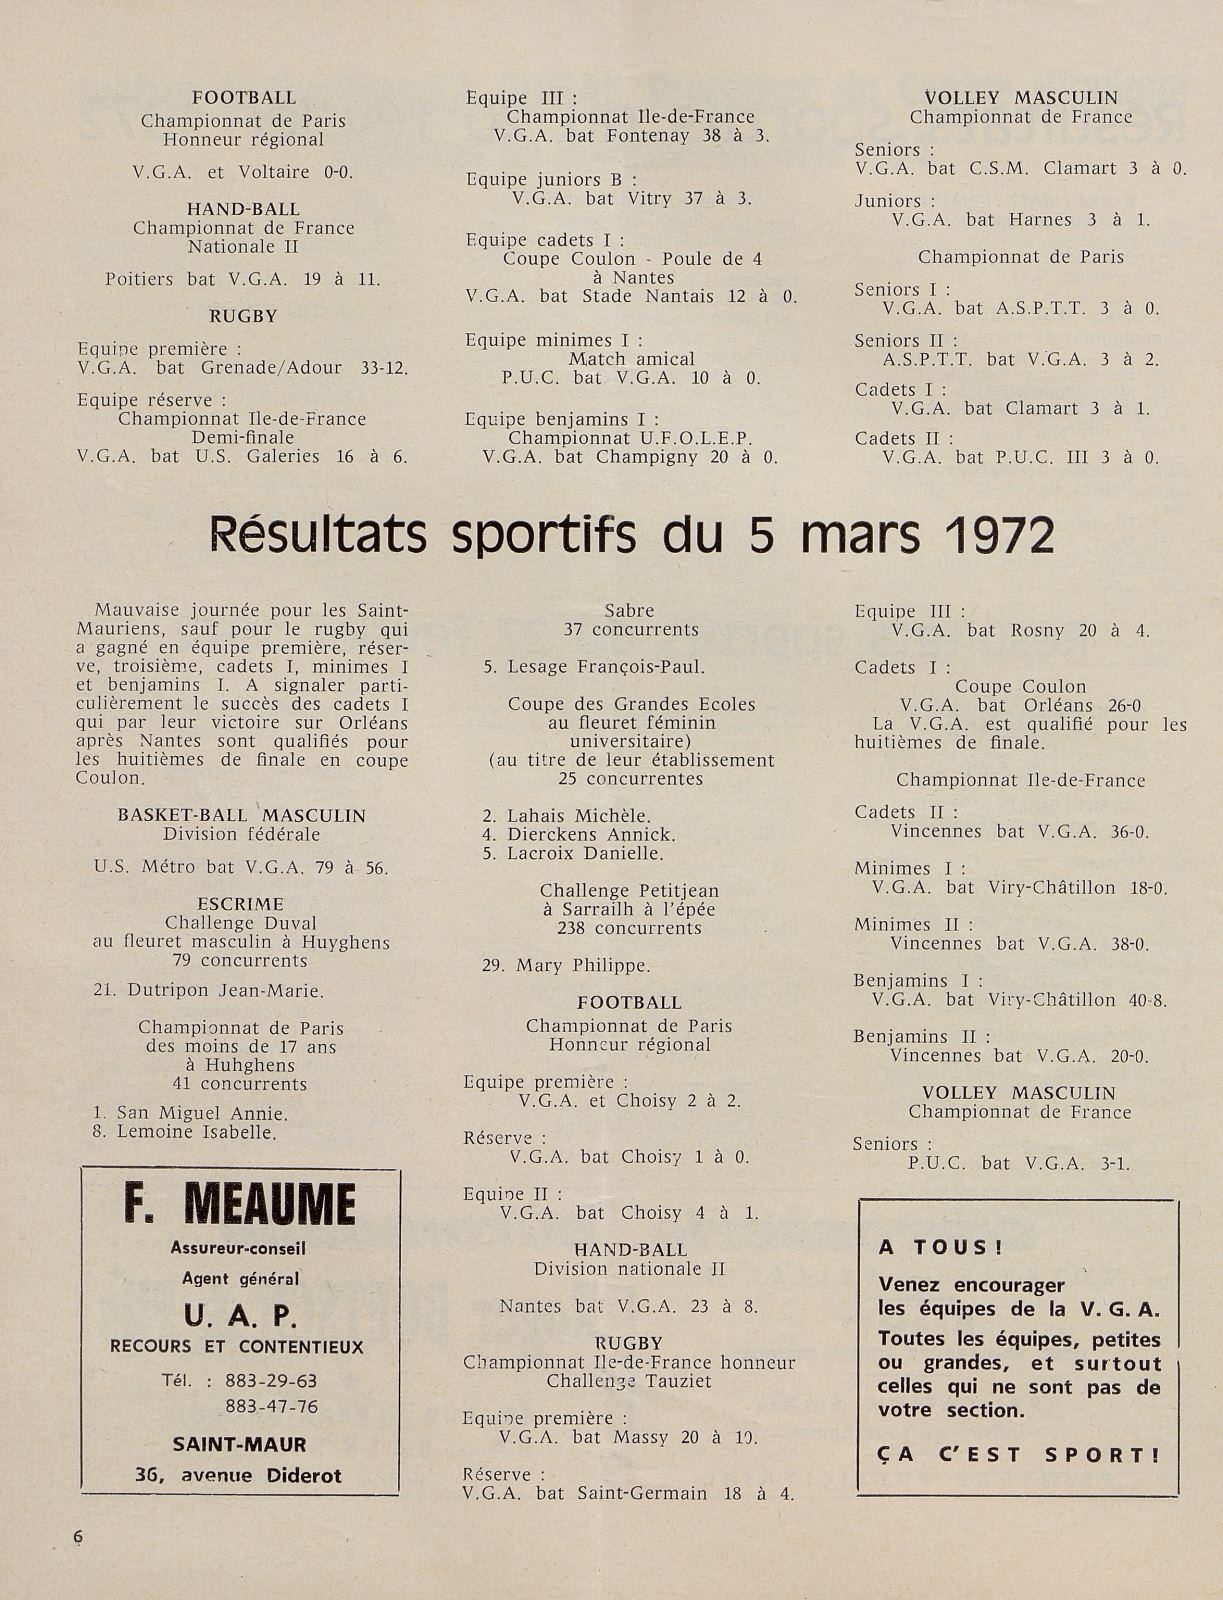 FOOTBALL
Championnat de Paris
Honneur régional
V.G.A. et Voltaire 0-0.
HAND-BALL
Championnat de France
Nationale II
Poitiers bat V.G.A. 19 à 11.
RUGBY
Equipe première :
V.G.A. bat Grenade/Adour 33-12.
Equipe réserve :
Championnat Ile-de-France
Demi-finale
V.G.A. bat U.S. Galeries 16 à 6.
Equipe III :
Championnat Ile-de-France
V.G.A. bat Fontenay 38 à 3.
Equipe juniors B :
V.G.A. bat Vitry 37 à 3.
Equipe cadets I :
Coupe Coulon - Poule de 4
à Nantes
V.G.A. bat Stade Nantais 12 à 0.
Equipe minimes I :
Match amical
P.U.C. bat V.G.A. 10 à 0.
Equipe benjamins I :
Championnat U.F.O.L.E.P.
V.G.A. bat Champigny 20 à 0.
VOLLEY MASCULIN
Championnat de France
Seniors :
V.G.A. bat C.S.M. Clamart 3 à 0.
Juniors :
V.G.A. bat Harnes 3 à 1.
Championnat de Paris
Seniors I :
V.G.A. bat A.S.P.T.T. 3 à 0.
Seniors II :
A.S.P.T.T. bat V.G.A. 3 à 2.
Cadets I :
V.G.A. bat Clamart 3 à 1.
Cadets II :
V.G.A. bat P.U.C. III 3 à 0.
Résultats sportifs du 5 mars 1972
Mauvaise journée pour les Saint-
Mauriens, sauf pour le rugby qui
a gagné en équipe première, réser-
ve, troisième, cadets I, minimes I
et benjamins I. A signaler parti-
culièrement le succès des cadets I
qui par leur victoire sur Orléans
après Nantes sont qualifiés pour
les huitièmes de finale en coupe
Coulon.
BASKET-BALL MASCULIN
Division fédérale
U.S. Métro bat V.G.A. 79 à 56.
ESCRIME
Challenge Duval
au fleuret masculin à Huyghens
79 concurrents
21. Dutripon Jean-Marie.
Championnat de Paris
des moins de 17 ans
à Huhghens
41 concurrents
1. San Miguel Annie.
8. Lemoine Isabelle.
F. MEAUME
Assureur-conseil
Agent général
U. A. P.
RECOURS ET CONTENTIEUX
Tél. : 883-29-63
883-47-76
SAINT-MAUR
36, avenue Diderot
Sabre
37 concurrents
5. Lesage François-Paul.
Coupe des Grandes Ecoles
au fleuret féminin
universitaire)
(au titre de leur établissement
25 concurrentes
2. Lahais Michèle.
4. Dierckens Annick.
5. Lacroix Danielle.
Challenge Petitjean
à Sarrailh à l'épée
238 concurrents
29. Mary Philippe.
FOOTBALL
Championnat de Paris
Honneur régional
Equipe première :
V.G.A. et Choisy 2 à 2.
Réserve :
V.G.A. bat Choisy 1 à 0.
Equipe II :
V.G.A. bat Choisy 4 à 1.
HAND-BALL
Division nationale II
Nantes bat V.G.A. 23 à 8.
RUGBY
Championnat Ile-de-France honneur
Challenge Tauziet
Equipe première :
V.G.A. bat Massy 20 à 10.
Réserve :
V.G.A. bat Saint-Germain 18 à 4.
Equipe III :
V.G.A. bat Rosny 20 à 4.
Cadets I :
Coupe Coulon
V.G.A. bat Orléans 26-0
La V.G.A. est qualifié pour les
huitièmes de finale.
Championnat Ile-de-France
Cadets II :
Vincennes bat V.G.A. 36-0.
Minimes I :
V.G.A. bat Viry-Châtillon 18-0.
Minimes II :
Vincennes bat V.G.A. 38-0.
Benjamins I :
V.G.A. bat Viry-Châtillon 40-8.
Benjamins II :
Vincennes bat V.G.A. 20-0.
VOLLEY MASCULIN
Championnat de France
Seniors :
P.U.C. bat V.G.A. 3-1.
A TOUS !
Venez encourager
les équipes de la V. G. A.
Toutes les équipes, petites
ou grandes, et surtout
celles qui ne sont pas de
votre section.
ÇA C'EST SPORT !
6